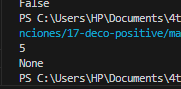 False
PS C:\Users\HP\Documents\4t
nciones/17-deco-positive/ma
5
None
PS C:\Users\HP\Documents\4t